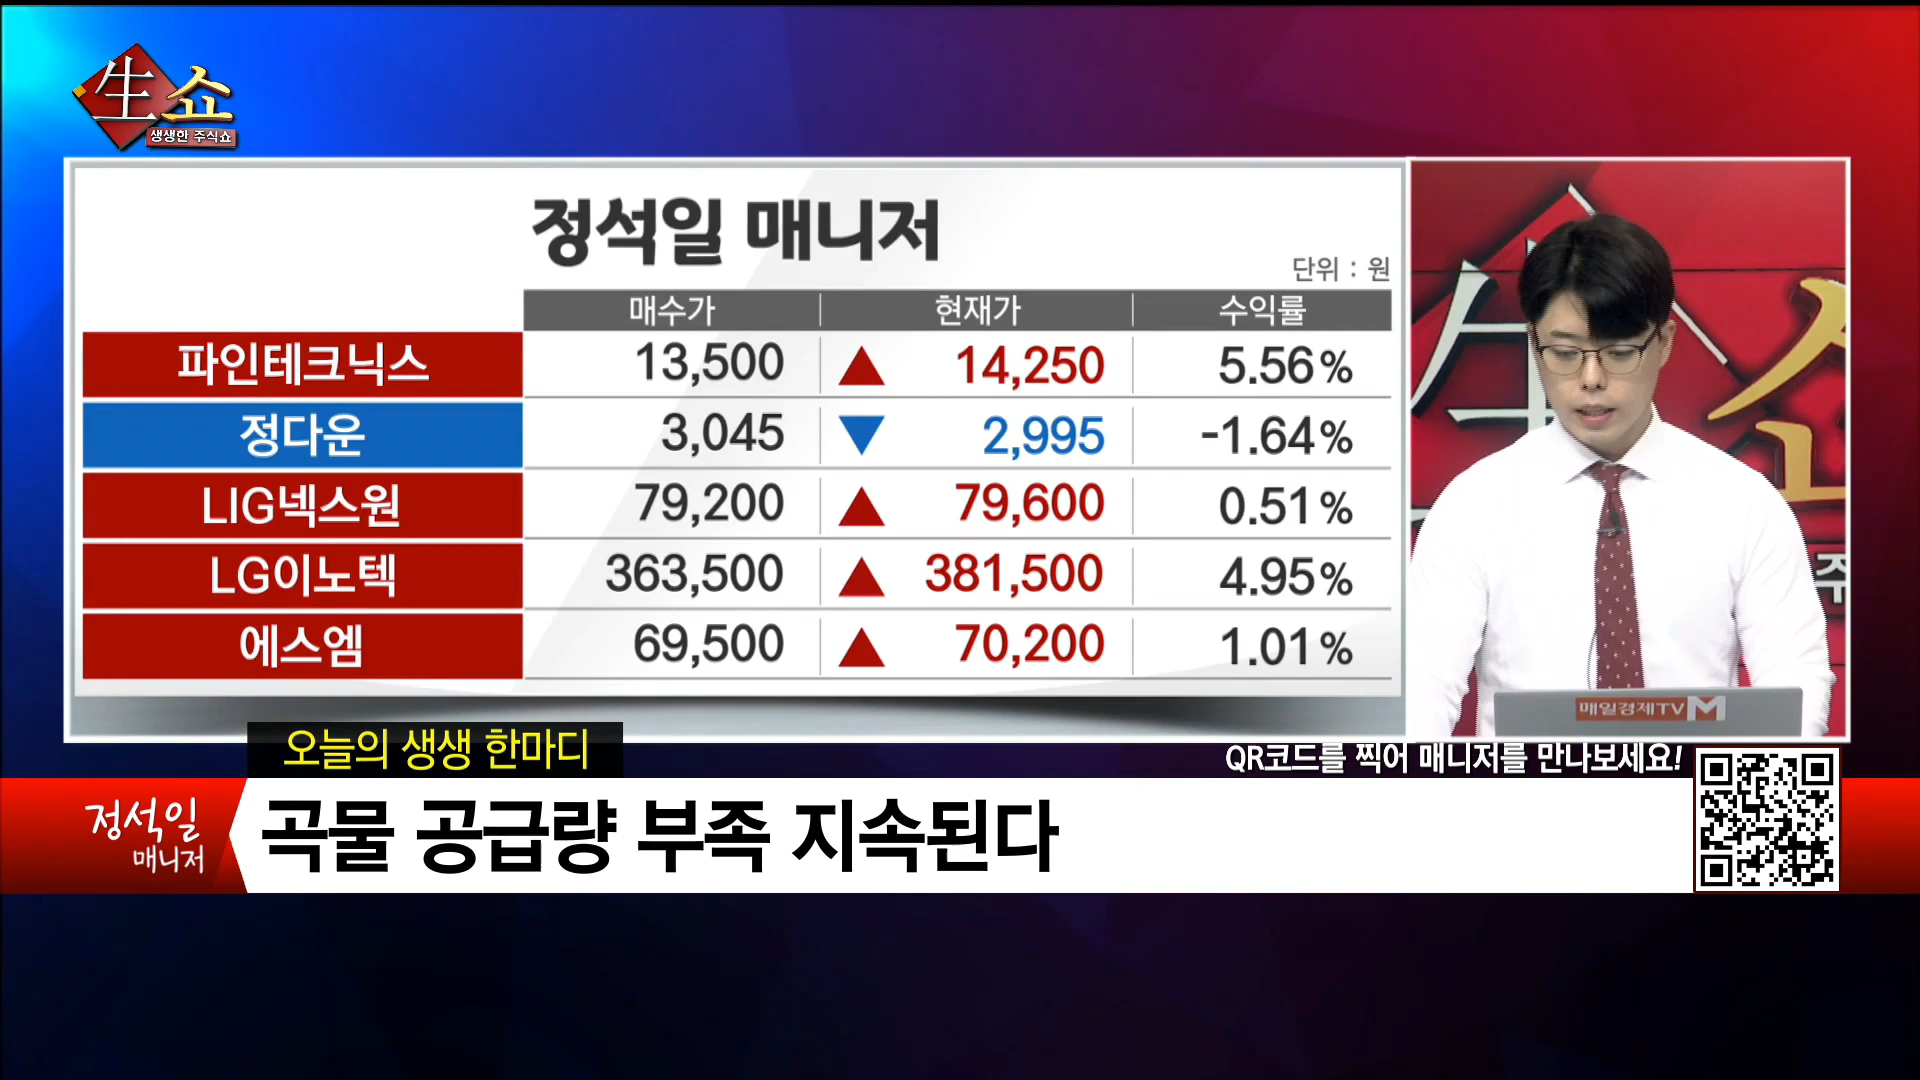 生쇼
생생한 주식쇼
정석일 매니저
단위 : 원
매수가 현재가 수익률
파인테크닉스 13,500 ▲ 14,250 5.56%
정다운 3,045 ▼ 2,995 -1.64%
LIG넥스원 79,200 ▲ 79,600 0.51%
LG이노텍 363,500 ▲ 381,500 4.95%
에스엠 69,500 ▲ 70,200 1.01%
주
매일경제TV M
오늘의 생생 한마디
QR코드를 찍어 매니저를 만나보세요!
정석일
매니저
곡물 공급량 부족 지속된다